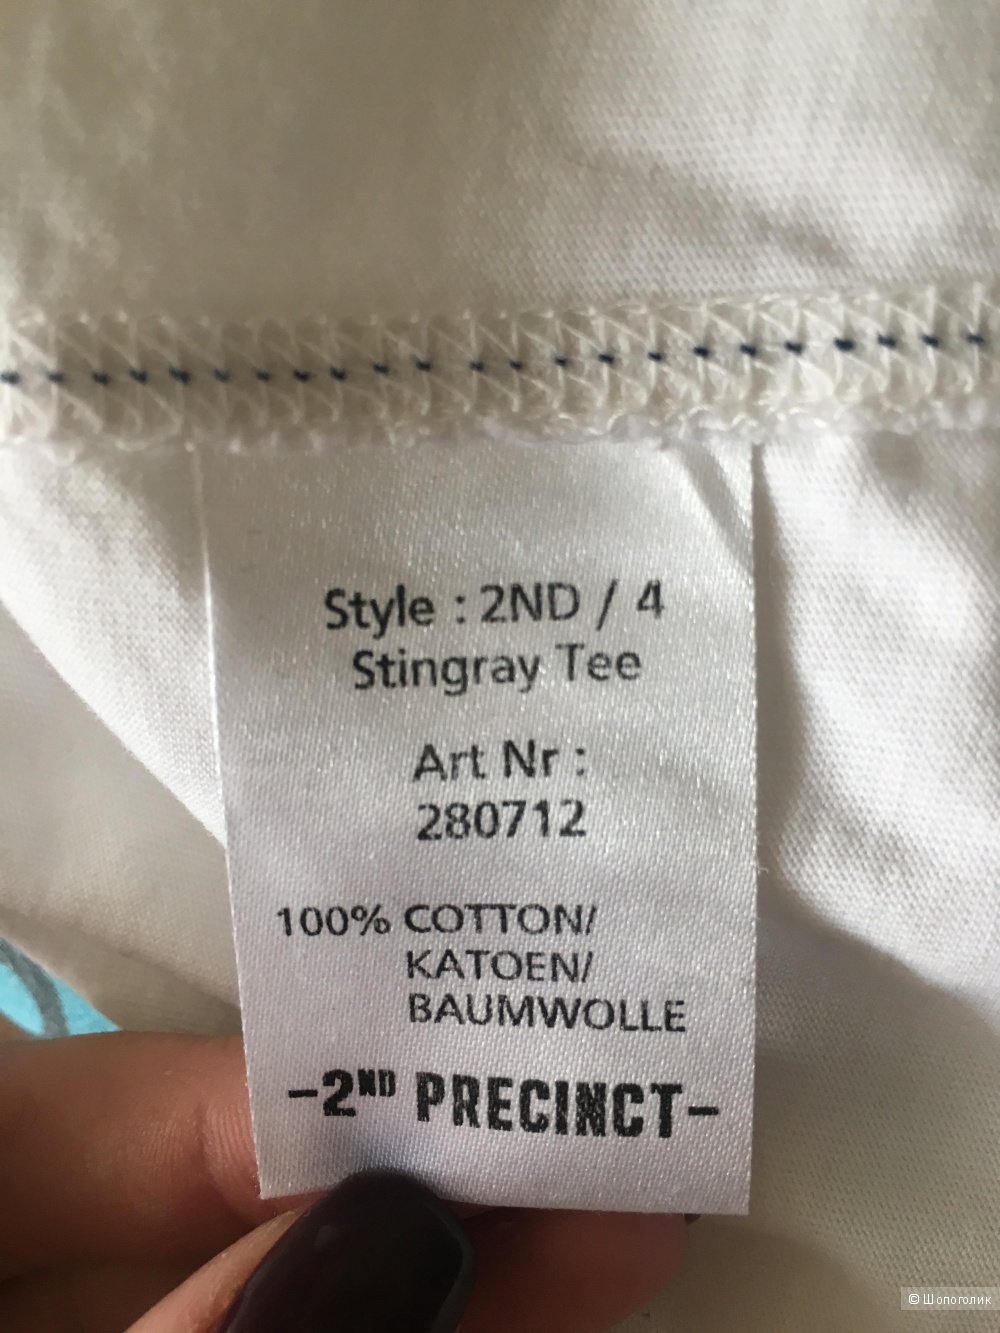 Style : 2ND / 4
Stingray Tee
Art Nr :
280712
100% COTTON/
KATOEN/
BAUMWOLLE
-2ND PRECINCT-
© Шопоголик